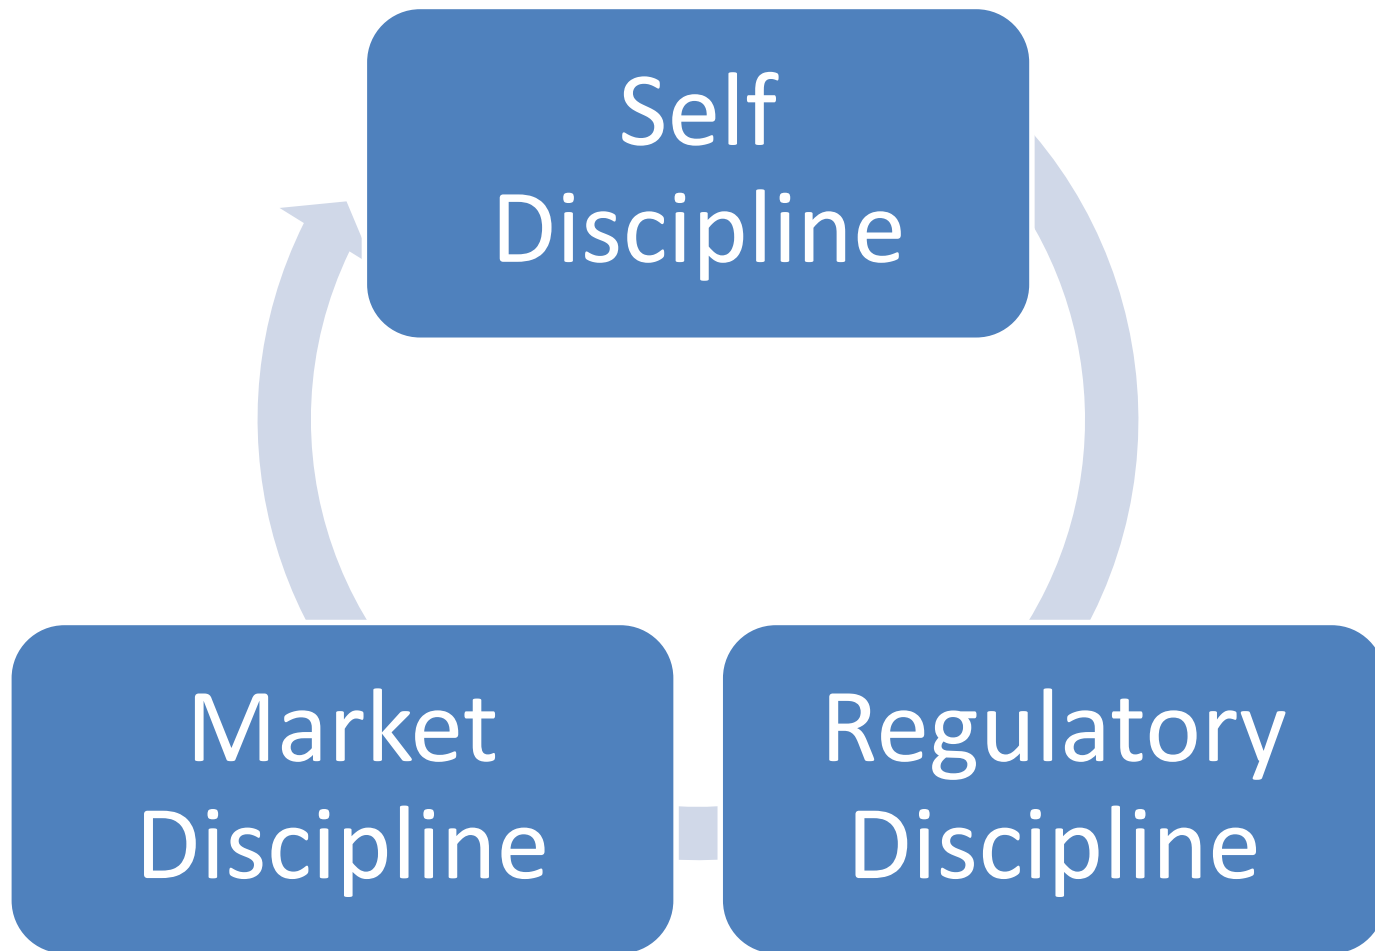 Self
Discipline
Market
Discipline
Regulatory
Discipline